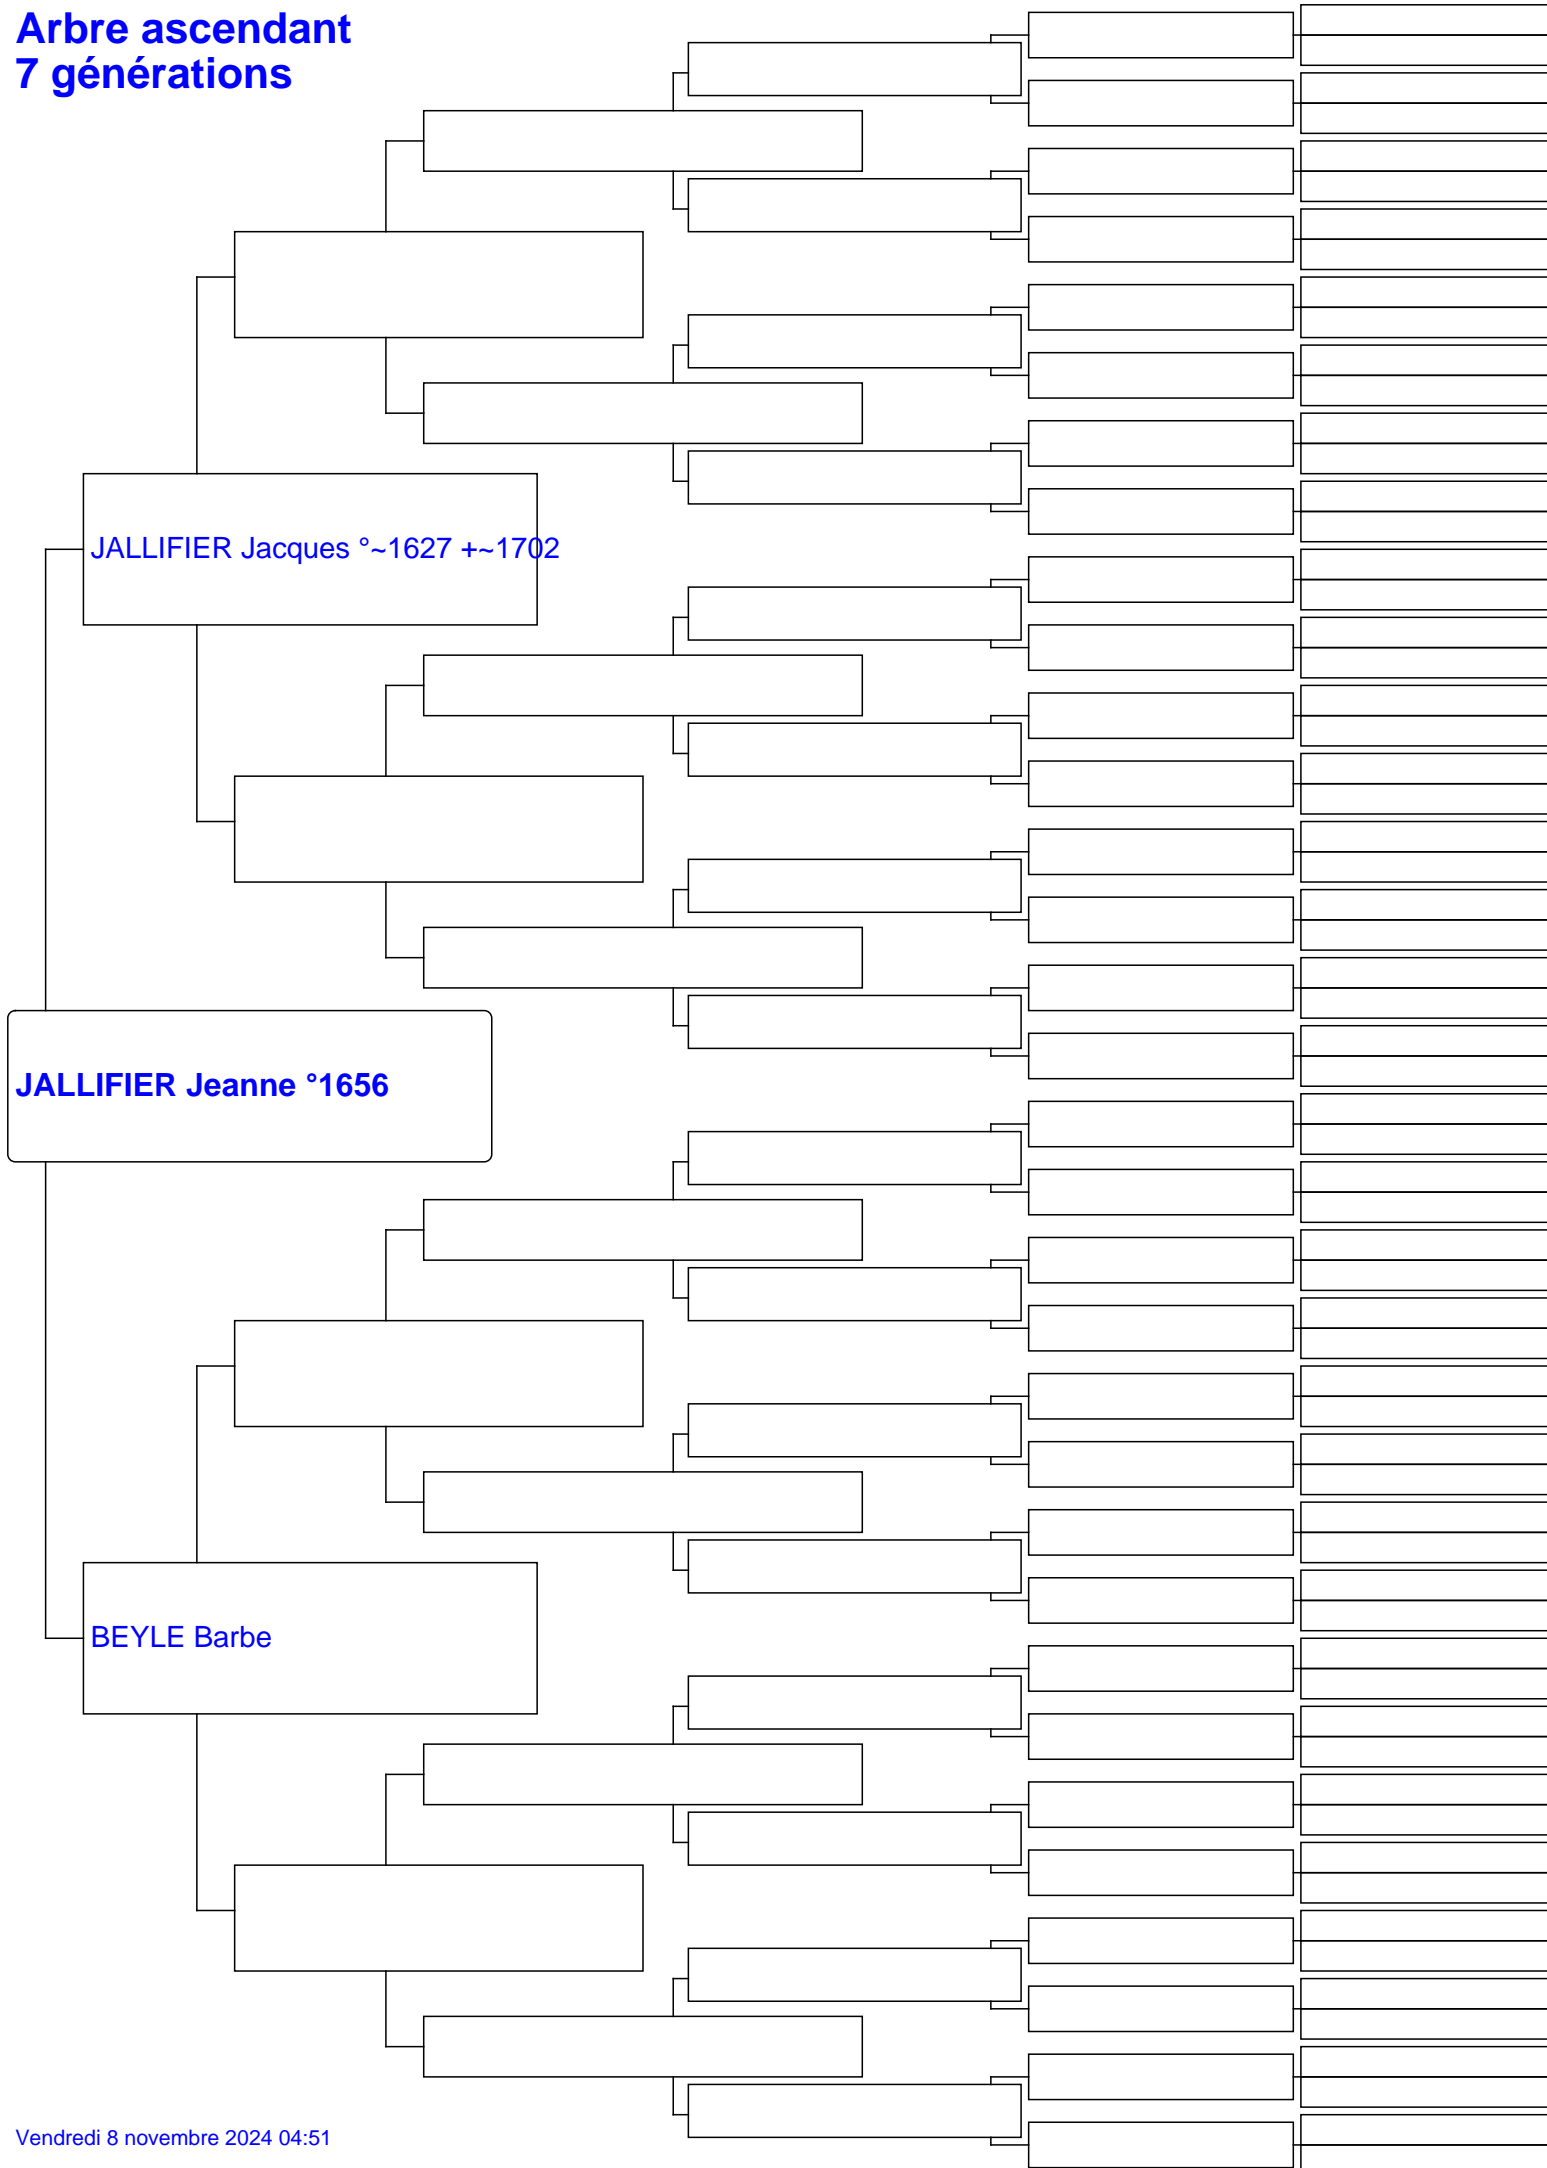 Arbre ascendant
7 générations
JALLIFIER Jacques °~1627 +~1702
JALLIFIER Jeanne °1656
BEYLE Barbe
Vendredi 8 novembre 2024 04:51